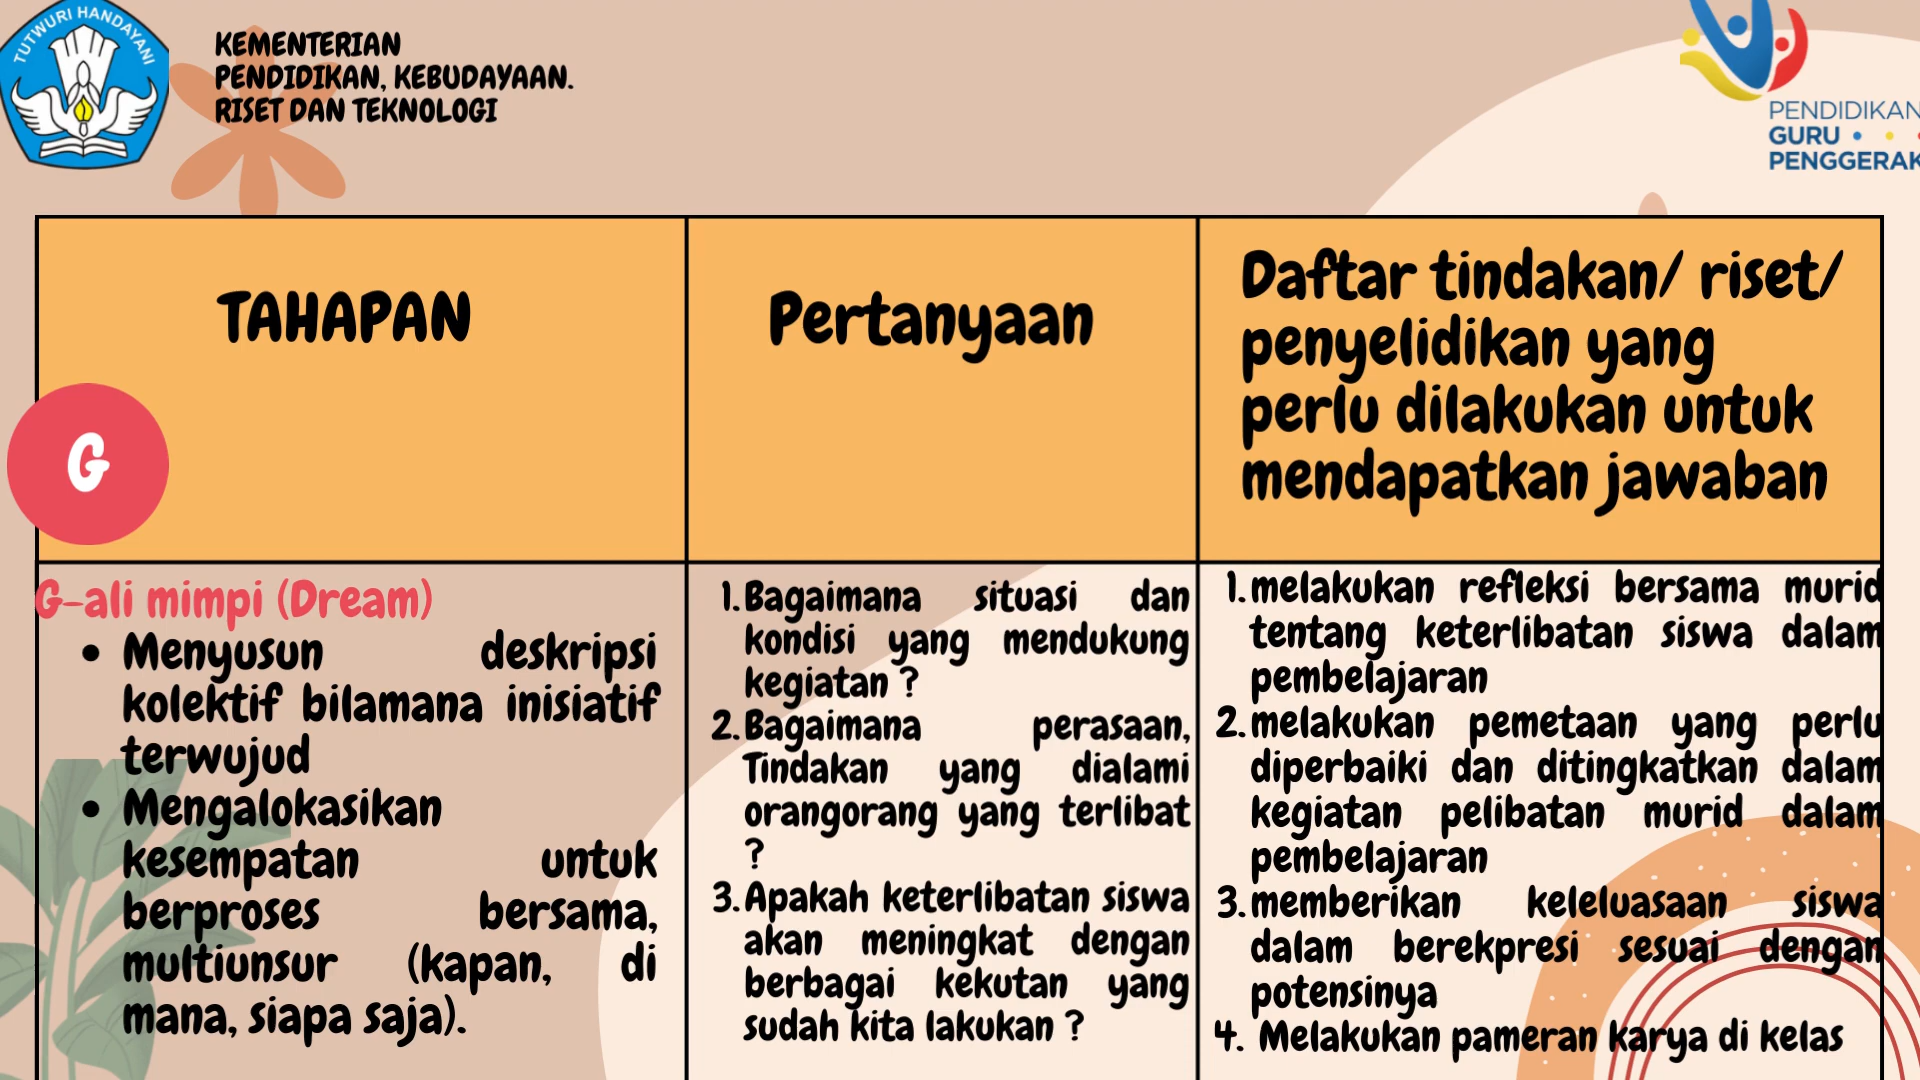 TUTWURI HANDAYANI
KEMENTERIAN
PENDIDIKAN, KEBUDAYAAN.
RISET DAN TEKNOLOGI
PENDIDIKAN
GURU
PENGGERAK
TAHAPAN
Pertanyaan
Daftar tindakan/ riset/
penyelidikan yang
perlu dilakukan untuk
mendapatkan jawaban
G
G-ali mimpi (Dream)
• Menyusun deskripsi
kolektif bilamana inisiatif
terwujud
• Mengalokasikan
kesempatan untuk
berproses bersama,
multiunsur (kapan, di
mana, siapa saja).
1. Bagaimana situasi dan
kondisi yang mendukung
kegiatan ?
2. Bagaimana perasaan,
Tindakan yang dialami
orangorang yang terlibat
?
3. Apakah keterlibatan siswa
akan meningkat dengan
berbagai kekutan yang
sudah kita lakukan ?
1. melakukan refleksi bersama murid
tentang keterlibatan siswa dalam
pembelajaran
2. melakukan pemetaan yang perlu
diperbaiki dan ditingkatkan dalam
kegiatan pelibatan murid dalam
pembelajaran
3. memberikan keleluasaan siswa
dalam berekpresi sesuai dengan
potensinya
4. Melakukan pameran karya di kelas